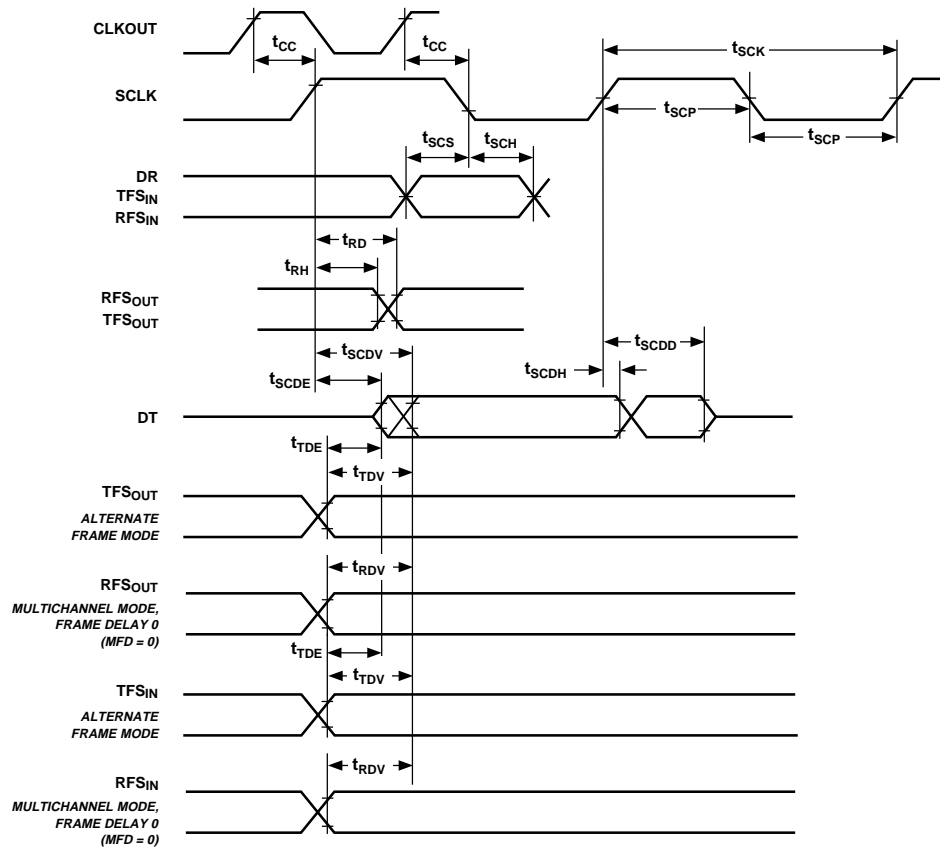 CLKOUT
tCC
tCC
tSCK
SCLK
tSCP
tSCP
tSCS
tSCH
DR
TFSIN
RFSIN
tRD
tRH
RFSOUT
TFSOUT
tSCDV
tSCDD
tSCDH
tSCDE
DT
tTDE
tTDV
TFSOUT
ALTERNATE
FRAME MODE
tRDV
RFSOUT
MULTICHANNEL MODE,
FRAME DELAY 0
(MFD = 0)
tTDE
tTDV
TFSIN
ALTERNATE
FRAME MODE
tRDV
RFSIN
MULTICHANNEL MODE,
FRAME DELAY 0
(MFD = 0)